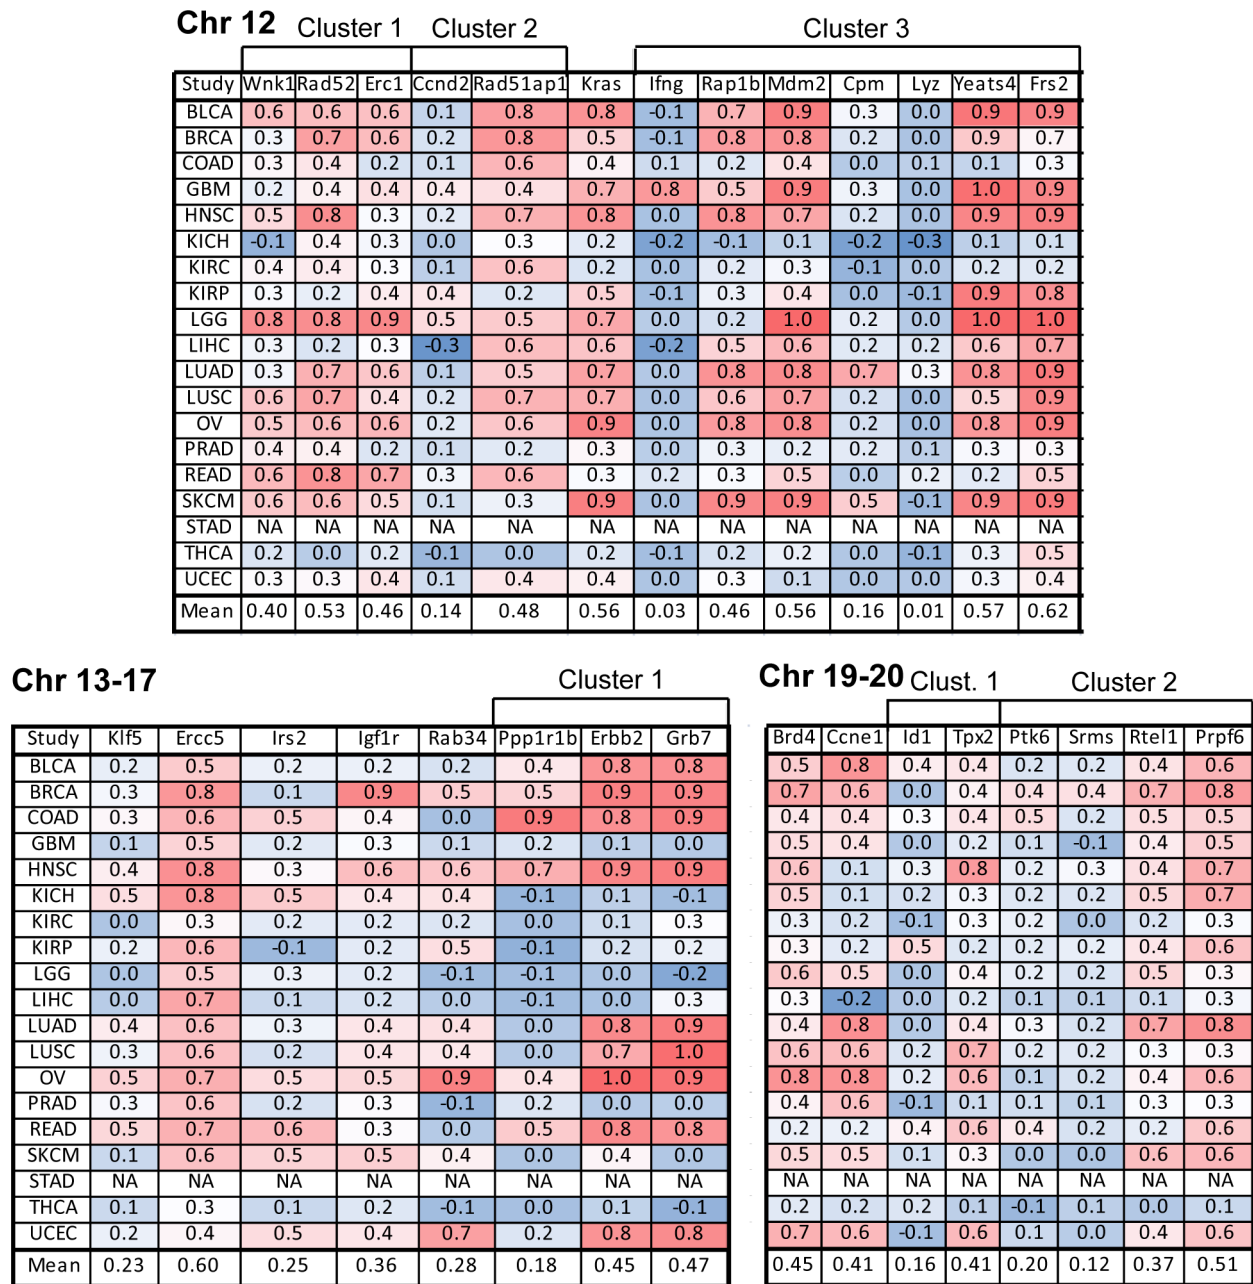 Chr 12 Cluster 1 Cluster 2 Cluster 3
Study Wnk1 Rad52 Erc1 Ccnd2 Rad51ap1 Kras Ifng Rap1b Mdm2 Cpm Lyz Yeats4 Frs2
BLCA 0.6 0.6 0.6 0.1 0.8 0.8 -0.1 0.7 0.9 0.3 0.0 0.9 0.9
BRCA 0.3 0.7 0.6 0.2 0.8 0.5 -0.1 0.8 0.8 0.2 0.0 0.9 0.7
COAD 0.3 0.4 0.2 0.1 0.6 0.4 0.1 0.2 0.4 0.0 0.1 0.1 0.3
GBM 0.2 0.4 0.4 0.4 0.4 0.7 0.8 0.5 0.9 0.3 0.0 1.0 0.9
HNSC 0.5 0.8 0.3 0.2 0.7 0.8 0.0 0.8 0.7 0.2 0.0 0.9 0.9
KICH -0.1 0.4 0.3 0.0 0.3 0.2 -0.2 -0.1 0.1 -0.2 -0.3 0.1 0.1
KIRC 0.4 0.4 0.3 0.1 0.6 0.2 0.0 0.2 0.3 -0.1 0.0 0.2 0.2
KIRP 0.3 0.2 0.4 0.4 0.2 0.5 -0.1 0.3 0.4 0.0 -0.1 0.9 0.8
LGG 0.8 0.8 0.9 0.5 0.5 0.7 0.0 0.2 1.0 0.2 0.0 1.0 1.0
LIHC 0.3 0.2 0.3 -0.3 0.6 0.6 -0.2 0.5 0.6 0.2 0.2 0.6 0.7
LUAD 0.3 0.7 0.6 0.1 0.5 0.7 0.0 0.8 0.8 0.7 0.3 0.8 0.9
LUSC 0.6 0.7 0.4 0.2 0.7 0.7 0.0 0.6 0.7 0.2 0.0 0.5 0.9
OV 0.5 0.6 0.6 0.2 0.6 0.9 0.0 0.8 0.8 0.2 0.0 0.8 0.9
PRAD 0.4 0.4 0.2 0.1 0.2 0.3 0.0 0.3 0.2 0.2 0.1 0.3 0.3
READ 0.6 0.8 0.7 0.3 0.6 0.3 0.2 0.3 0.5 0.0 0.2 0.2 0.5
SKCM 0.6 0.6 0.5 0.1 0.3 0.9 0.0 0.9 0.9 0.5 -0.1 0.9 0.9
STAD NA NA NA NA NA NA NA NA NA NA NA NA NA
THCA 0.2 0.0 0.2 -0.1 0.0 0.2 -0.1 0.2 0.2 0.0 -0.1 0.3 0.5
UCEC 0.3 0.3 0.4 0.1 0.4 0.4 0.0 0.3 0.1 0.0 0.0 0.3 0.4
Mean 0.40 0.53 0.46 0.14 0.48 0.56 0.03 0.46 0.56 0.16 0.01 0.57 0.62
Chr 13-17 Cluster 1
Study Klf5 Ercc5 Irs2 Igf1r Rab34 Ppp1r1b Erbb2 Grb7
BLCA 0.2 0.5 0.2 0.2 0.2 0.4 0.8 0.8
BRCA 0.3 0.8 0.1 0.9 0.5 0.5 0.9 0.9
COAD 0.3 0.6 0.5 0.4 0.0 0.9 0.8 0.9
GBM 0.1 0.5 0.2 0.3 0.1 0.2 0.1 0.0
HNSC 0.4 0.8 0.3 0.6 0.6 0.7 0.9 0.9
KICH 0.5 0.8 0.5 0.4 0.4 -0.1 0.1 -0.1
KIRC 0.0 0.3 0.2 0.2 0.2 0.0 0.1 0.3
KIRP 0.2 0.6 -0.1 0.2 0.5 -0.1 0.2 0.2
LGG 0.0 0.5 0.3 0.2 -0.1 -0.1 0.0 -0.2
LIHC 0.0 0.7 0.1 0.2 0.0 -0.1 0.0 0.3
LUAD 0.4 0.6 0.3 0.4 0.4 0.0 0.8 0.9
LUSC 0.3 0.6 0.2 0.4 0.4 0.0 0.7 1.0
OV 0.5 0.7 0.5 0.5 0.9 0.4 1.0 0.9
PRAD 0.3 0.6 0.2 0.3 -0.1 0.2 0.0 0.0
READ 0.5 0.7 0.6 0.3 0.0 0.5 0.8 0.8
SKCM 0.1 0.6 0.5 0.5 0.4 0.0 0.4 0.0
STAD NA NA NA NA NA NA NA NA
THCA 0.1 0.3 0.1 0.2 -0.1 0.0 0.1 -0.1
UCEC 0.2 0.4 0.5 0.4 0.7 0.2 0.8 0.8
Mean 0.23 0.60 0.25 0.36 0.28 0.18 0.45 0.47
Chr 19-20 Clust. 1 Cluster 2
Brd4 Ccne1 Id1 Tpx2 Ptk6 Srms Rtel1 Prpf6
0.5 0.8 0.4 0.4 0.2 0.2 0.4 0.6
0.7 0.6 0.0 0.4 0.4 0.4 0.7 0.8
0.4 0.4 0.3 0.4 0.5 0.2 0.5 0.5
0.5 0.4 0.0 0.2 0.1 -0.1 0.4 0.5
0.6 0.1 0.3 0.8 0.2 0.3 0.4 0.7
0.5 0.1 0.2 0.3 0.2 0.2 0.5 0.7
0.3 0.2 -0.1 0.3 0.2 0.0 0.2 0.3
0.3 0.2 0.5 0.2 0.2 0.2 0.4 0.6
0.6 0.5 0.0 0.4 0.2 0.2 0.5 0.3
0.3 -0.2 0.0 0.2 0.1 0.1 0.1 0.3
0.4 0.8 0.0 0.4 0.3 0.2 0.7 0.8
0.6 0.6 0.2 0.7 0.2 0.2 0.3 0.3
0.8 0.8 0.2 0.6 0.1 0.2 0.4 0.6
0.4 0.6 -0.1 0.1 0.1 0.1 0.3 0.3
0.2 0.2 0.4 0.6 0.4 0.2 0.2 0.6
0.5 0.5 0.1 0.3 0.0 0.0 0.6 0.6
NA NA NA NA NA NA NA NA
0.2 0.2 0.2 0.1 -0.1 0.1 0.0 0.1
0.7 0.6 -0.1 0.6 0.1 0.0 0.4 0.6
0.45 0.41 0.16 0.41 0.20 0.12 0.37 0.51